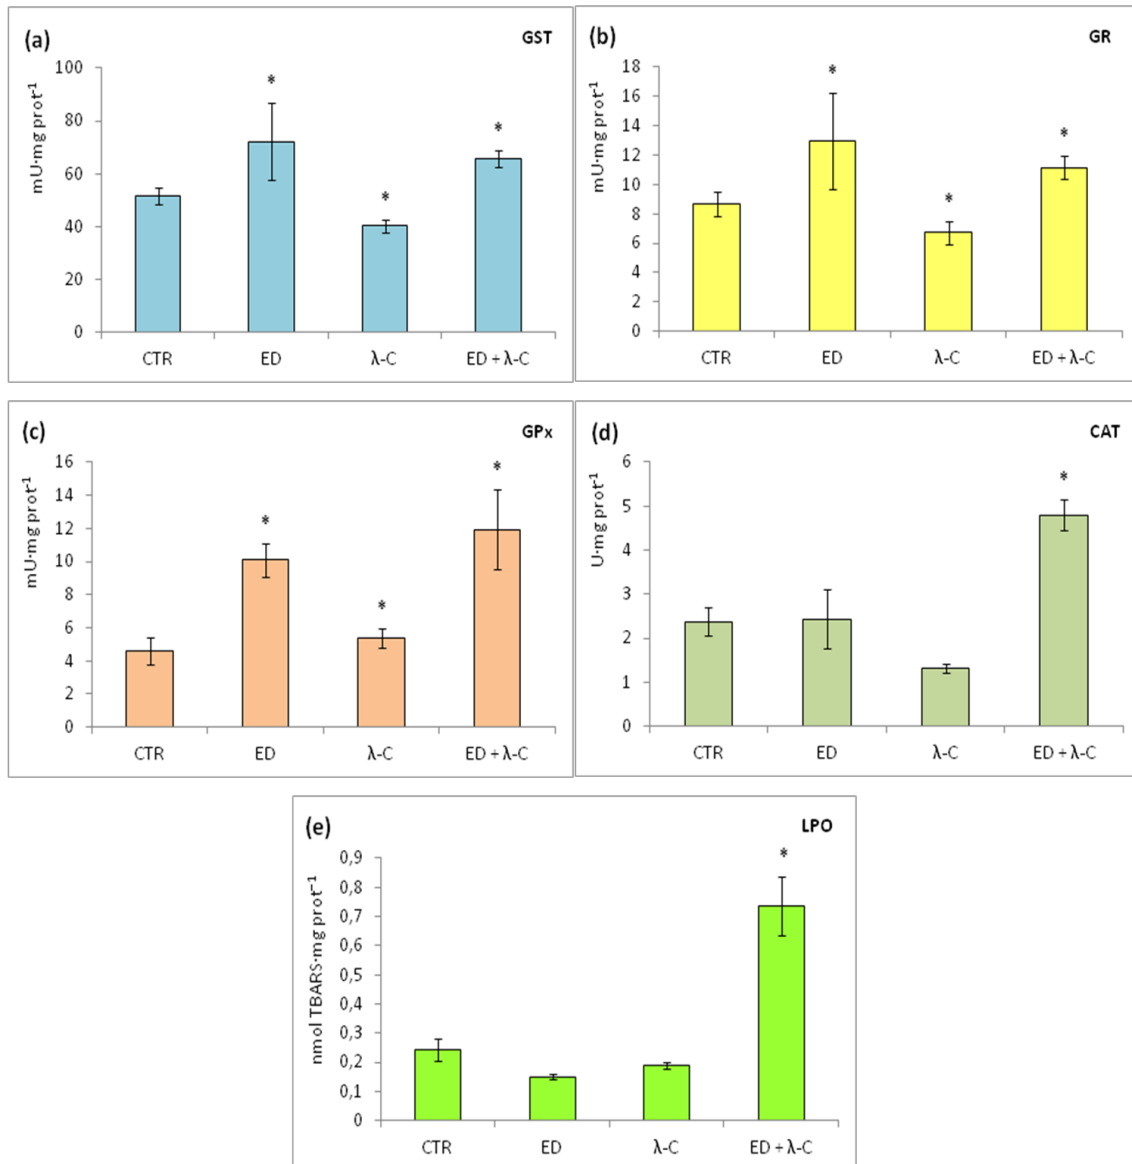 (a) GST
mU·mg prot⁻¹
100
80
60
40
20
0
* * *
CTR ED λ-C ED + λ-C
(b) GR
mU·mg prot⁻¹
18
16
14
12
10
8
6
4
2
0
* * *
CTR ED λ-C ED + λ-C
(c) GPx
mU·mg prot⁻¹
16
14
12
10
8
6
4
2
0
* * *
CTR ED λ-C ED + λ-C
(d) CAT
U·mg prot⁻¹
6
5
4
3
2
1
0
*
CTR ED λ-C ED + λ-C
(e) LPO
nmol TBARS·mg prot⁻¹
0,9
0,8
0,7
0,6
0,5
0,4
0,3
0,2
0,1
0
*
CTR ED λ-C ED + λ-C